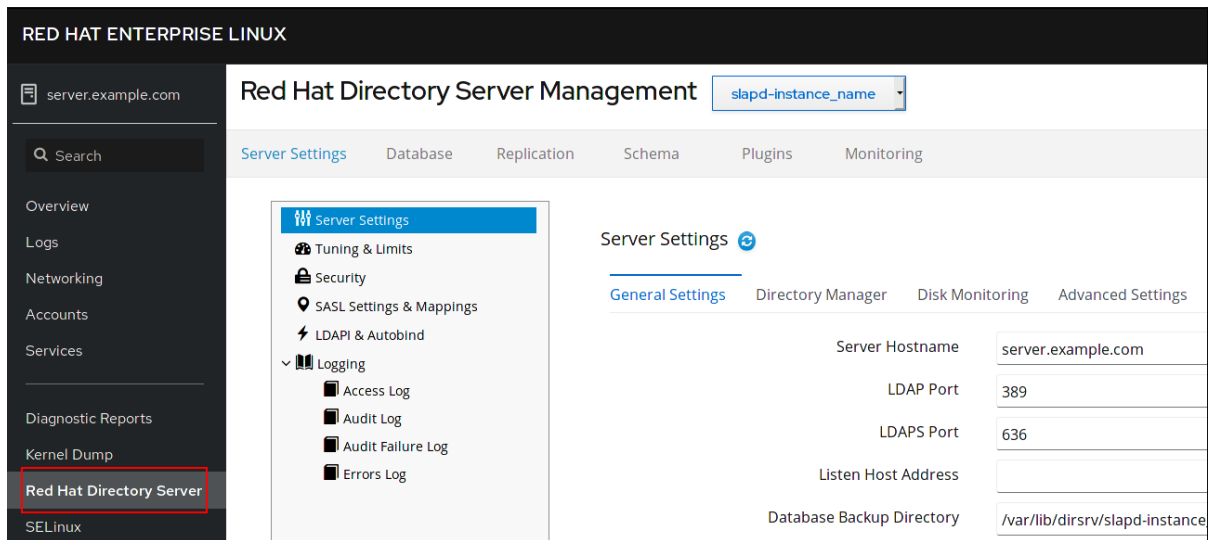 RED HAT ENTERPRISE LINUX
server.example.com
Search
Overview
Logs
Networking
Accounts
Services
Diagnostic Reports
Kernel Dump
Red Hat Directory Server
SELinux
Red Hat Directory Server Management
slapd-instance_name
Server Settings Database Replication Schema Plugins Monitoring
Server Settings
Tuning & Limits
Security
SASL Settings & Mappings
LDAPI & Autobind
Logging
Access Log
Audit Log
Audit Failure Log
Errors Log
Server Settings
General Settings Directory Manager Disk Monitoring Advanced Settings
Server Hostname server.example.com
LDAP Port 389
LDAPS Port 636
Listen Host Address
Database Backup Directory /var/lib/dirsrv/slapd-instance_